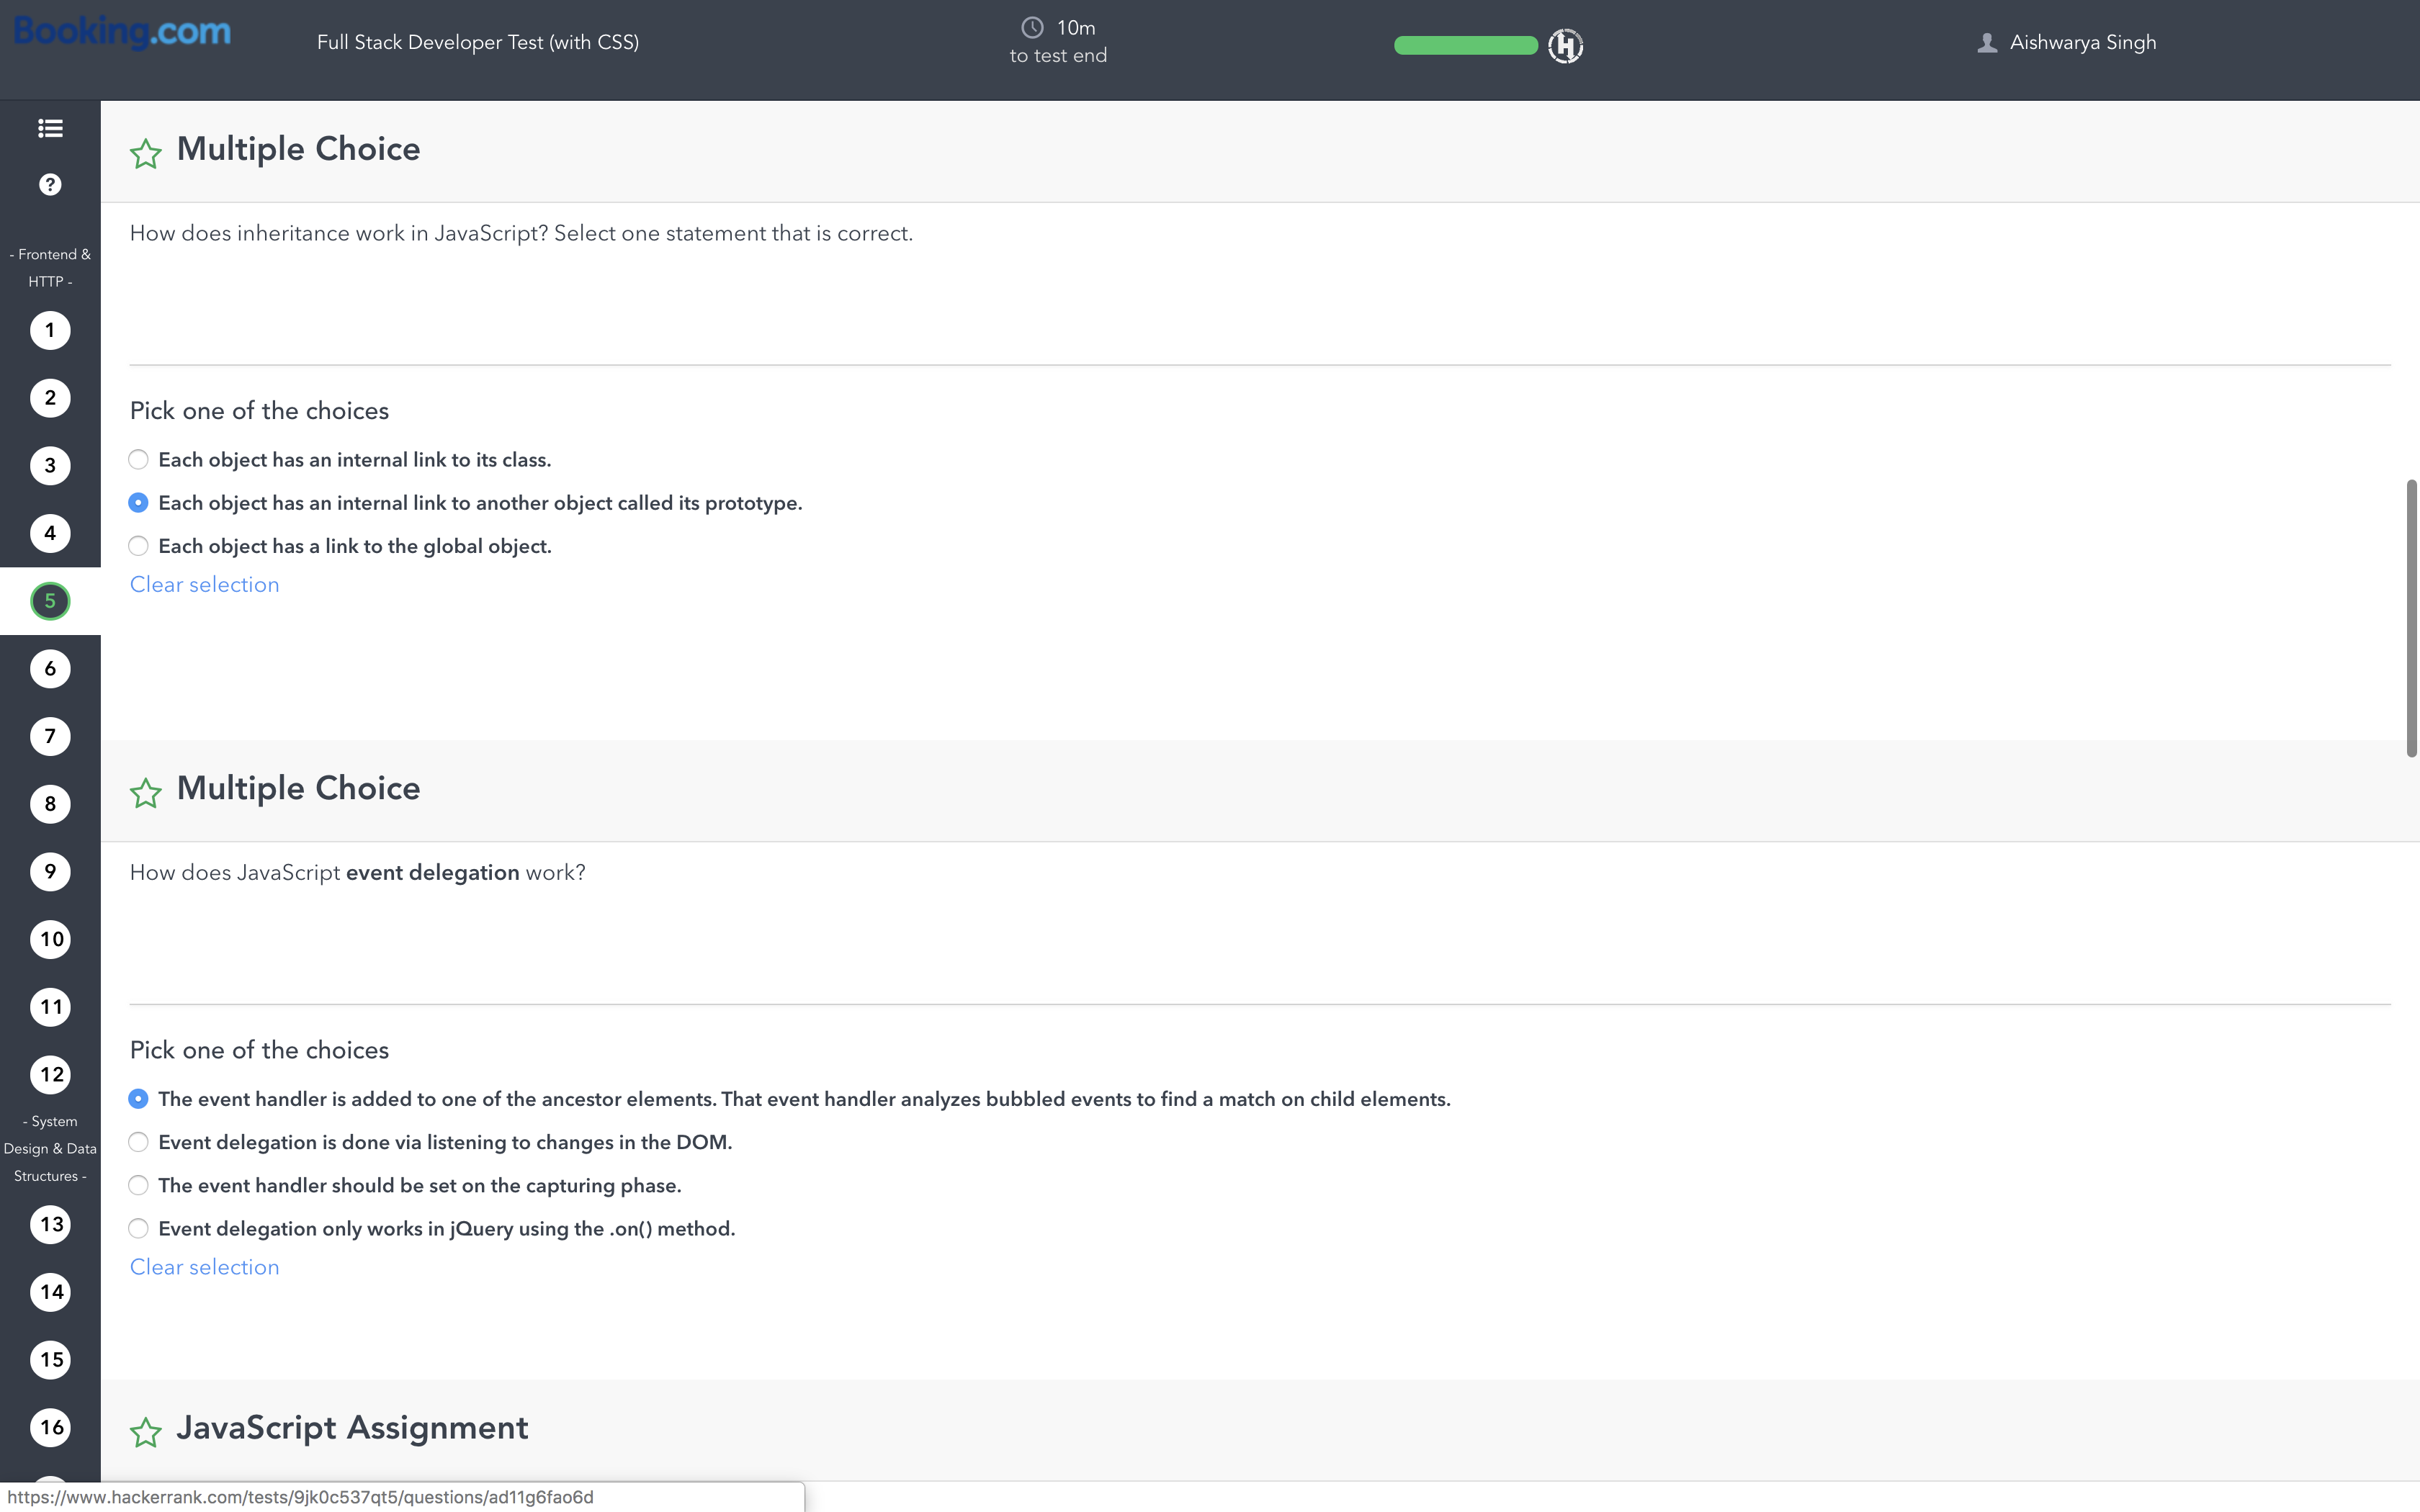 Booking.com
Full Stack Developer Test (with CSS)
10m
to test end
H
Aishwarya Singh
- Frontend &
HTTP -
1
2
3
4
5
6
7
8
9
10
11
12
- System
Design & Data
Structures -
13
14
15
16
Multiple Choice
How does inheritance work in JavaScript? Select one statement that is correct.
Pick one of the choices
Each object has an internal link to its class.
Each object has an internal link to another object called its prototype.
Each object has a link to the global object.
Clear selection
Multiple Choice
How does JavaScript event delegation work?
Pick one of the choices
The event handler is added to one of the ancestor elements. That event handler analyzes bubbled events to find a match on child elements.
Event delegation is done via listening to changes in the DOM.
The event handler should be set on the capturing phase.
Event delegation only works in jQuery using the .on() method.
Clear selection
JavaScript Assignment
https://www.hackerrank.com/tests/9jk0c537qt5/questions/ad11g6fao6d